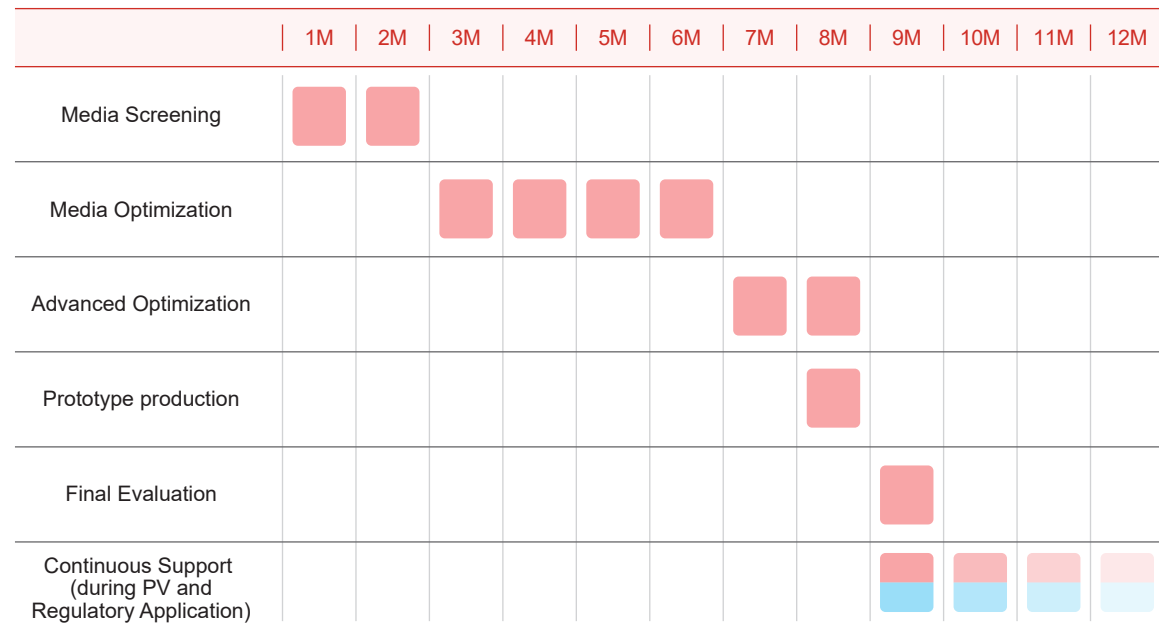 1M 2M 3M 4M 5M 6M 7M 8M 9M 10M 11M 12M
Media Screening
Media Optimization
Advanced Optimization
Prototype production
Final Evaluation
Continuous Support
(during PV and
Regulatory Application)